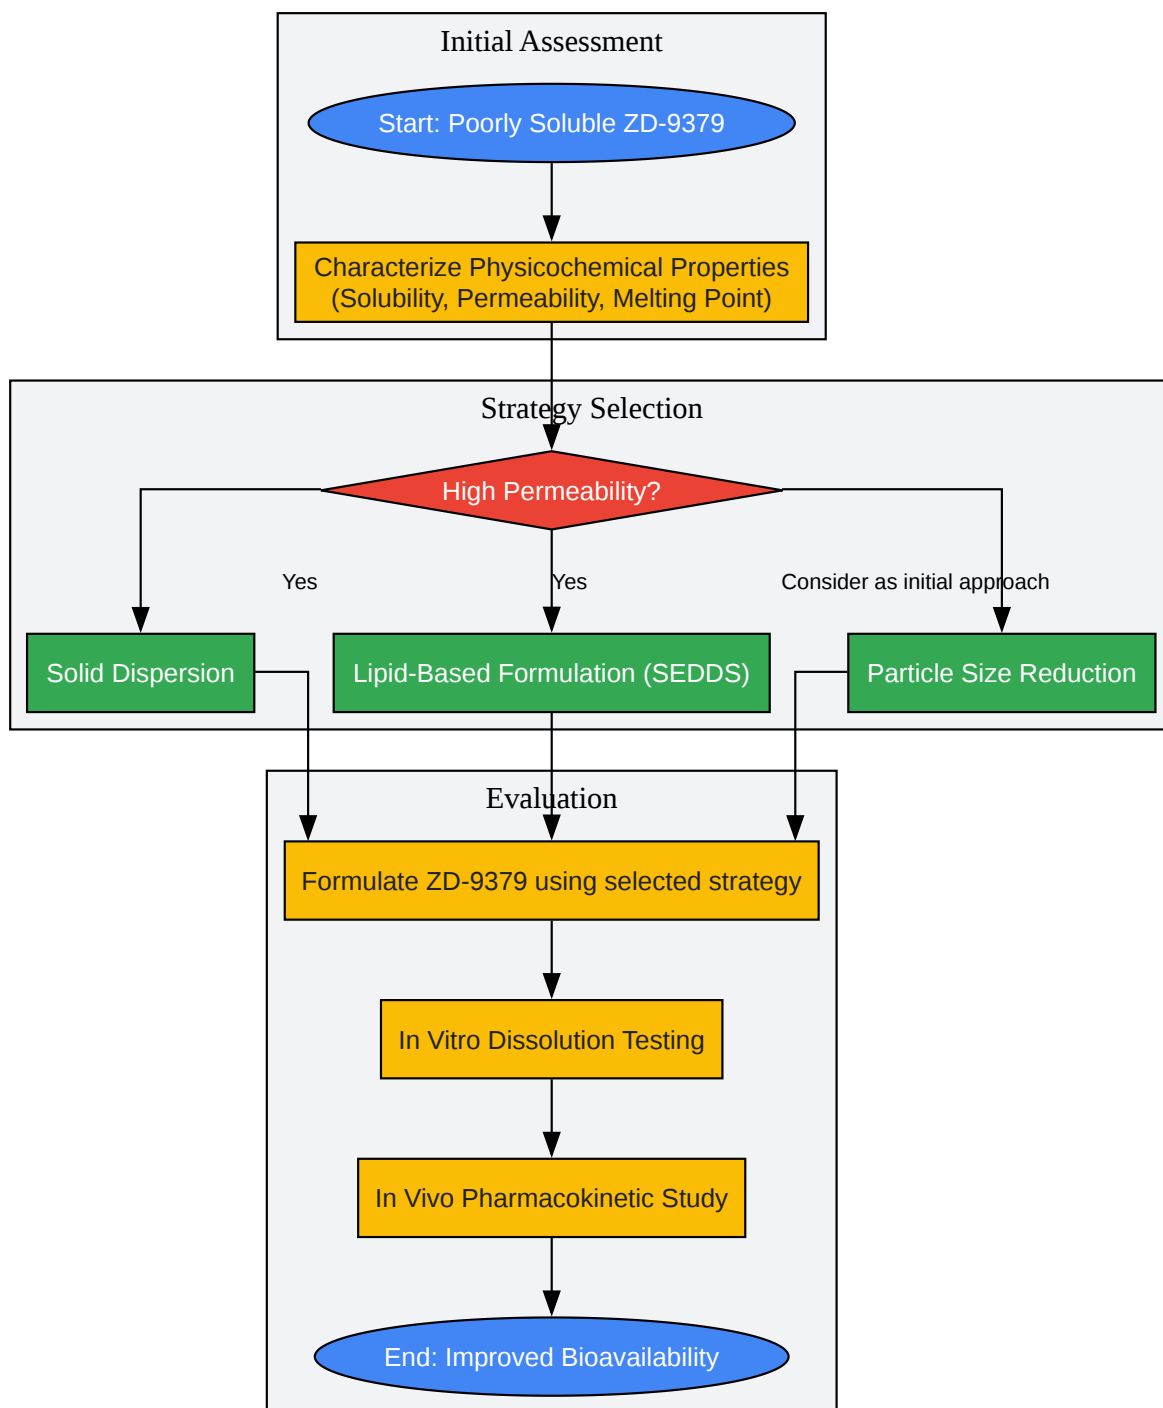 Initial Assessment
Start: Poorly Soluble ZD-9379
Characterize Physicochemical Properties
(Solubility, Permeability, Melting Point)
Strategy Selection
High Permeability?
Yes
Yes
Consider as initial approach
Solid Dispersion
Lipid-Based Formulation (SEDDS)
Particle Size Reduction
Evaluation
Formulate ZD-9379 using selected strategy
In Vitro Dissolution Testing
In Vivo Pharmacokinetic Study
End: Improved Bioavailability